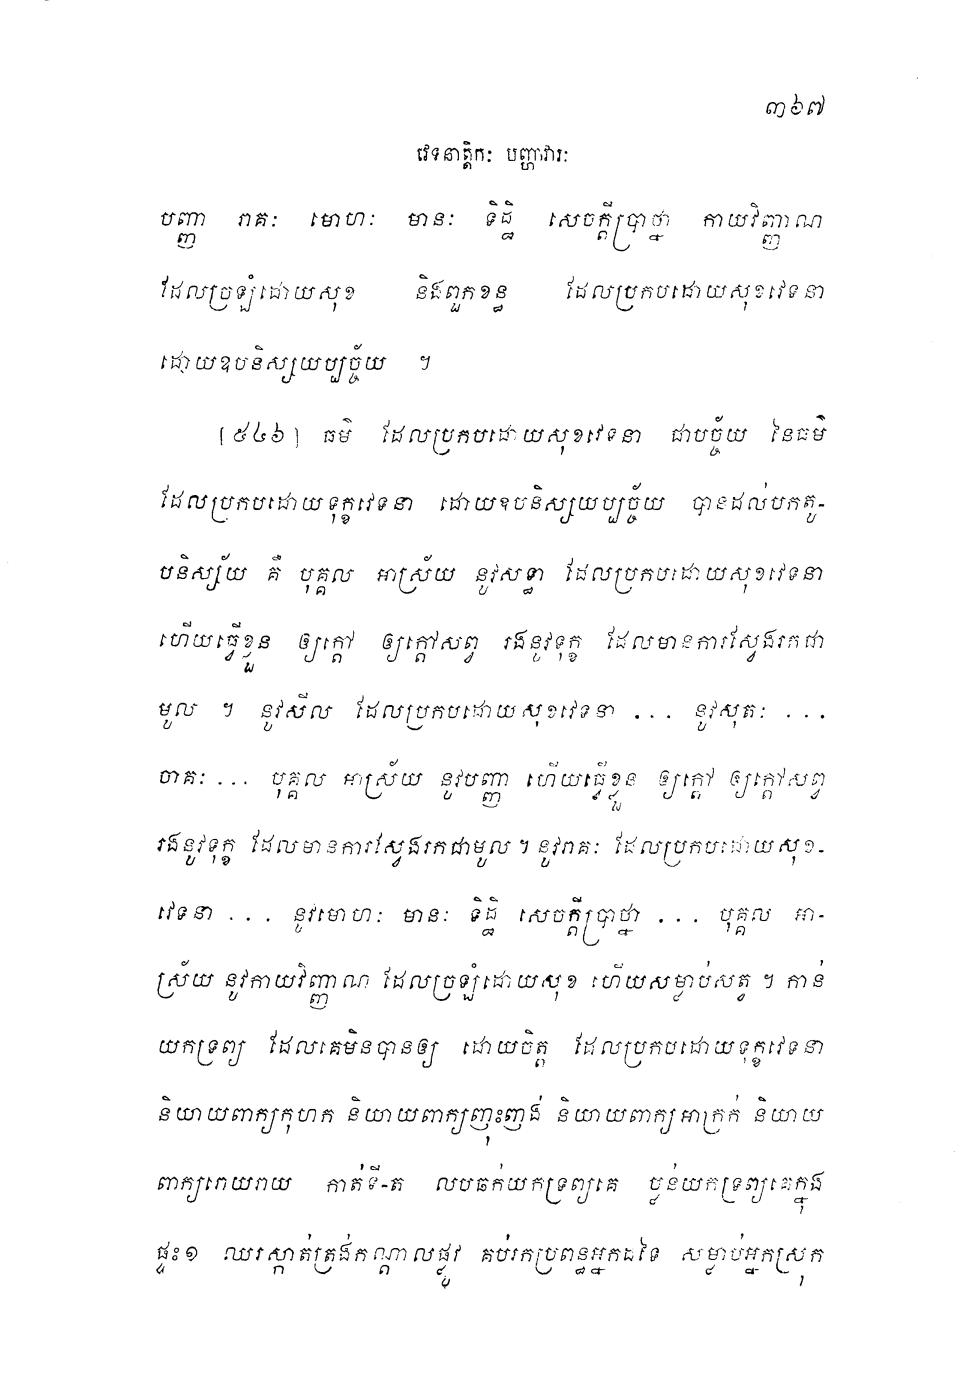 ៣៦៧
វេទនាត្តិកៈ បញ្ហាវារៈ
បញ្ញា រាគៈ មោហៈ មានៈ ទិដ្ឋិ សេចក្តីប្រាថ្នា កាយវិញ្ញាណ
ដែលច្រឡំដោយសុខ និងពួកខន្ធ ដែលប្រកបដោយសុខវេទនា
ដោយឧបនិស្សយប្បច្ច័យ ។
[៥៤៦] ធម៌ ដែលប្រកបដោយសុខវេទនា ជាបច្ច័យ នៃធម៌
ដែលប្រកបដោយទុក្ខវេទនា ដោយឧបនិស្សយប្បច្ច័យ បានដល់បកតូ-
បនិស្ស័យ គឺ បុគ្គល អាស្រ័យ នូវសទ្ធា ដែលប្រកបដោយសុខវេទនា
ហើយធ្វើខ្លួន ឲ្យក្តៅ ឲ្យក្តៅសព្វ រងនូវទុក្ខ ដែលមានការស្វែងរកជា
មូល ។ នូវសីល ដែលប្រកបដោយសុខវេទនា ... នូវសុតៈ ...
ចាគៈ ... បុគ្គល អាស្រ័យ នូវបញ្ញា ហើយធ្វើខ្លួន ឲ្យក្តៅ ឲ្យក្តៅសព្វ
រងនូវទុក្ខ ដែលមានការស្វែងរកជាមូល ។ នូវរាគៈ ដែលប្រកបដោយសុខ-
វេទនា ... នូវមោហៈ មានៈ ទិដ្ឋិ សេចក្តីប្រាថ្នា ... បុគ្គល អា-
ស្រ័យ នូវកាយវិញ្ញាណ ដែលច្រឡំដោយសុខ ហើយសម្លាប់សត្វ ។ កាន់
យកទ្រព្យ ដែលគេមិនបានឲ្យ ដោយចិត្ត ដែលប្រកបដោយទុក្ខវេទនា
និយាយពាក្យកុហក និយាយពាក្យញុះញង់ និយាយពាក្យអាក្រក់ និយាយ
ពាក្យរោយរាយ កាត់ទី-ត លបធក់យកទ្រព្យគេ ប្លន់យកទ្រព្យគេក្នុង
ផ្ទះ១ ឈរស្កាត់ត្រង់កណ្តាលផ្លូវ គប់រកប្រពន្ធអ្នកដទៃ សម្លាប់អ្នកស្រុក